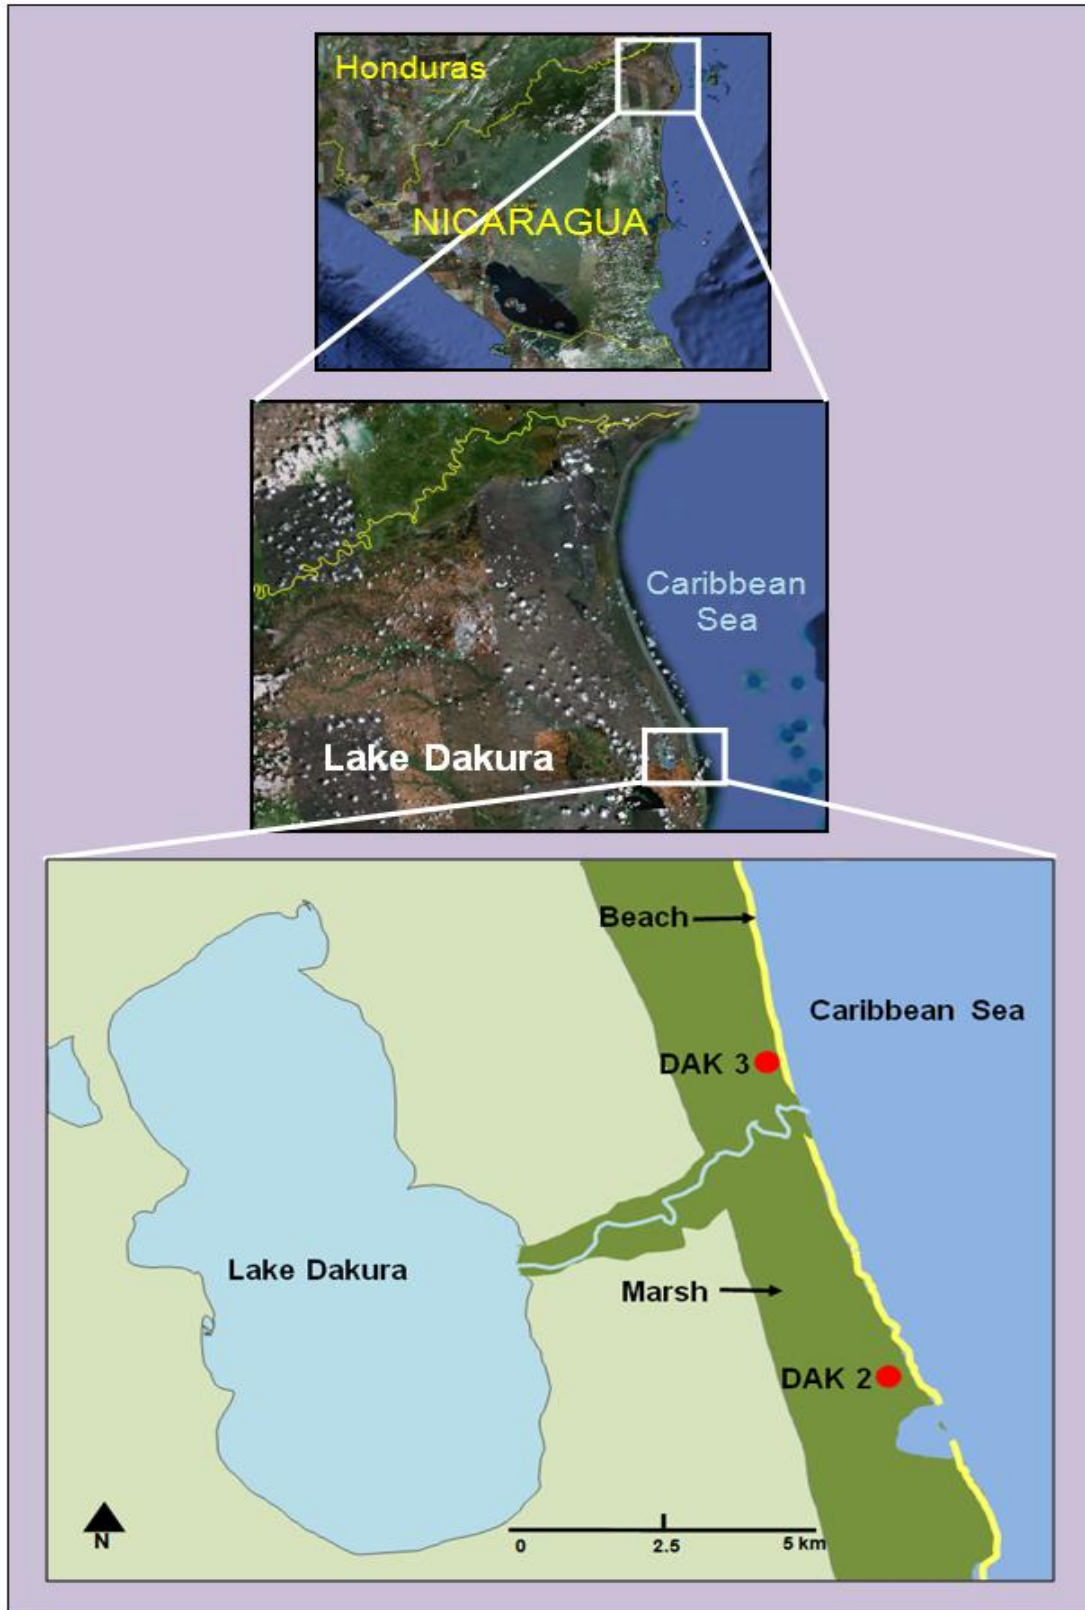 Honduras
NICARAGUA
Caribbean
Sea
Lake Dakura
Beach
Caribbean Sea
DAK 3
Lake Dakura
Marsh
DAK 2
N
0
2.5
5 km